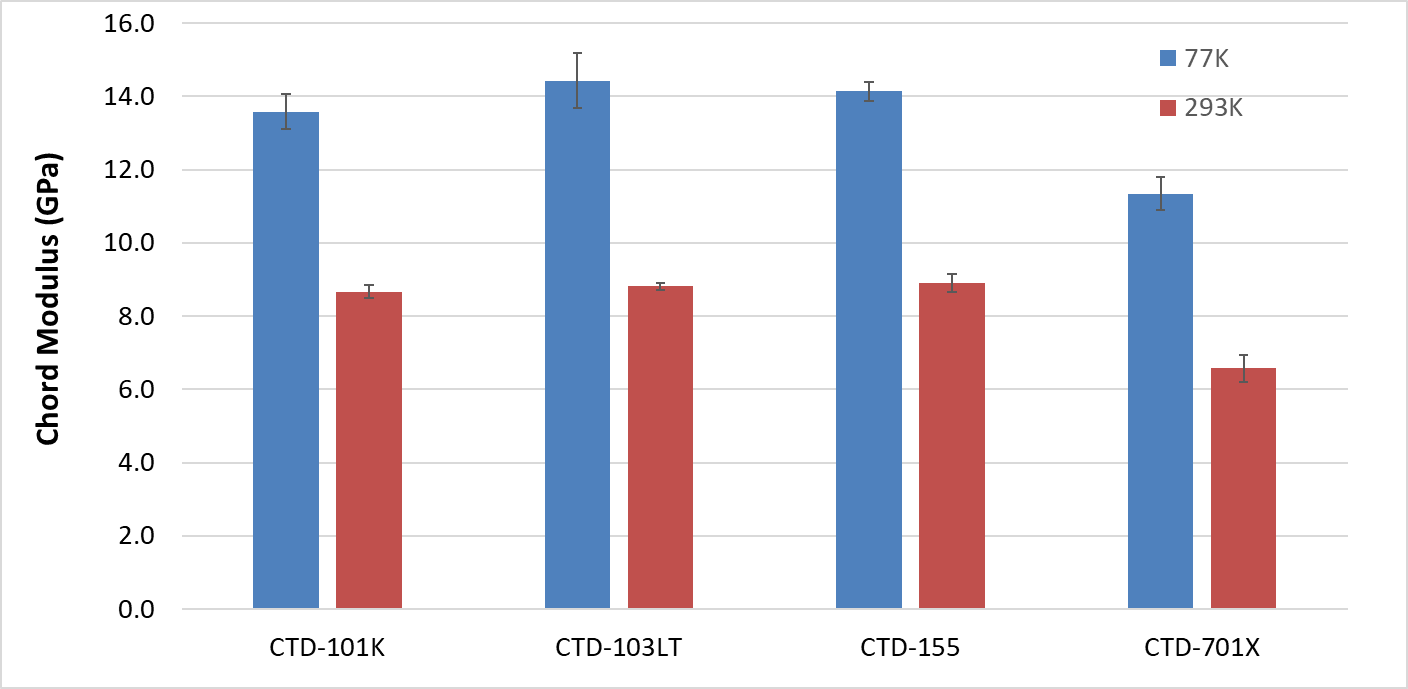 Chord Modulus (GPa)
16.0
14.0
12.0
10.0
8.0
6.0
4.0
2.0
0.0
77K
293K
CTD-101K
CTD-103LT
CTD-155
CTD-701X